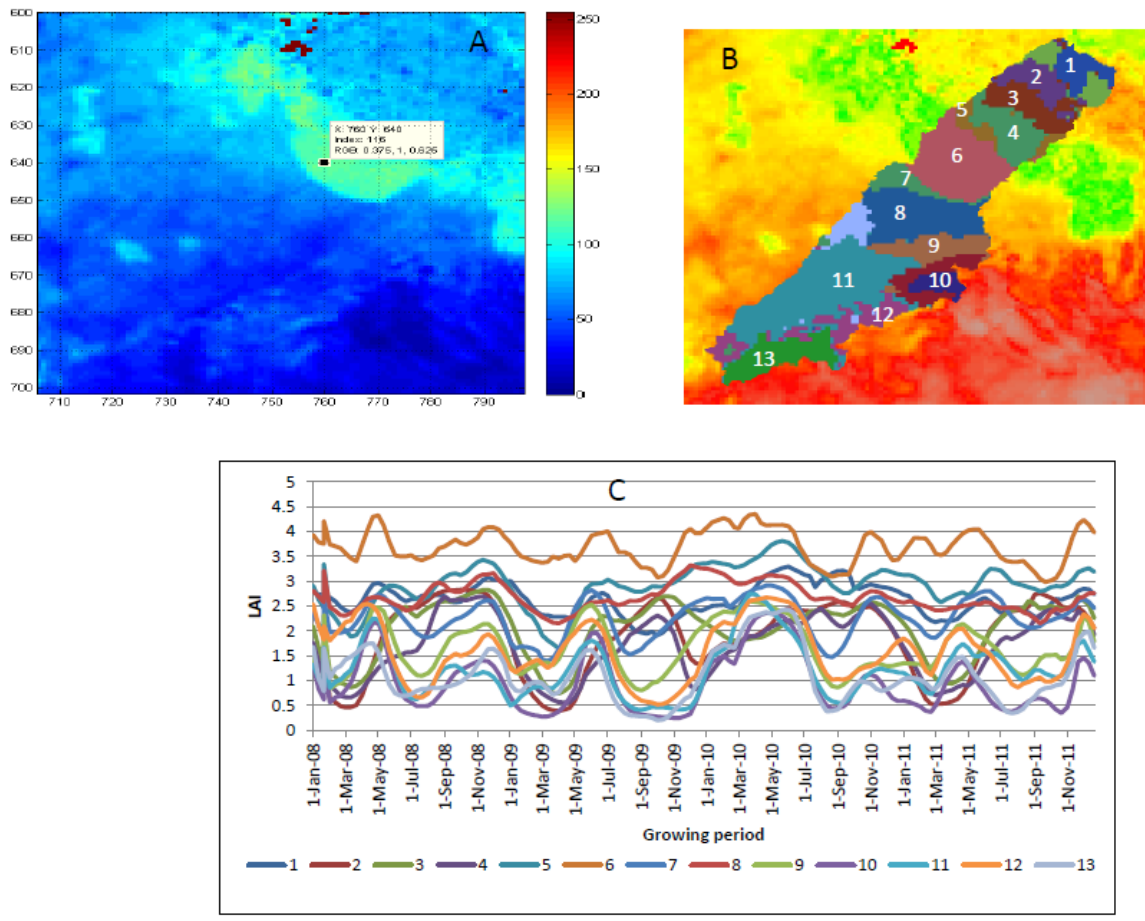 A
600
610
620
630
640
650
660
670
680
690
700
710
720
730
740
750
760
770
780
790
X: 760 Y: 640
Index: 116
RGB: 0.375, 1, 0.625
250
200
150
100
50
0
B
1
2
3
4
5
6
7
8
9
10
11
12
13
C
LAI
5
4.5
4
3.5
3
2.5
2
1.5
1
0.5
0
1-Jan-08
1-Mar-08
1-May-08
1-Jul-08
1-Sep-08
1-Nov-08
1-Jan-09
1-Mar-09
1-May-09
1-Jul-09
1-Sep-09
1-Nov-09
1-Jan-10
1-Mar-10
1-May-10
1-Jul-10
1-Sep-10
1-Nov-10
1-Jan-11
1-Mar-11
1-May-11
1-Jul-11
1-Sep-11
1-Nov-11
Growing period
1 2 3 4 5 6 7 8 9 10 11 12 13